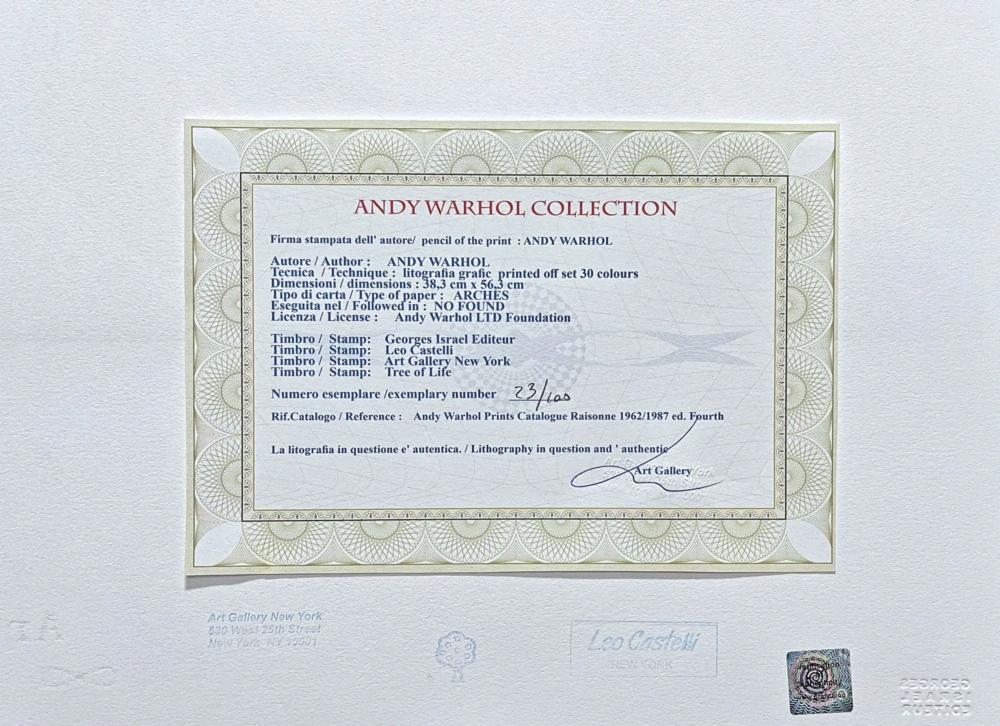 ANDY WARHOL COLLECTION
Firma stampata dell' autore/ pencil of the print : ANDY WARHOL
Autore / Author : ANDY WARHOL
Tecnica / Technique : litografia grafic printed off set 30 colours
Dimensioni / dimensions : 38,3 cm x 56,3 cm
Tipo di carta / Type of paper : ARCHES
Eseguita nel / Followed in : NO FOUND
Licenza / License : Andy Warhol LTD Foundation
Timbro / Stamp: Georges Israel Editeur
Timbro / Stamp: Leo Castelli
Timbro / Stamp: Art Gallery New York
Timbro / Stamp: Tree of Life
Numero esemplare /exemplary number 23/100
Rif.Catalogo / Reference : Andy Warhol Prints Catalogue Raisonne 1962/1987 ed. Fourth
La litografia in questione e' autentica. / Lithography in question and ' authentic
Art Gallery
Art Gallery New York
530 West 25th Street
New York, NY 10001
Leo Castelli
NEW YORK
GEORGES
ISRAEL
EDITEUR